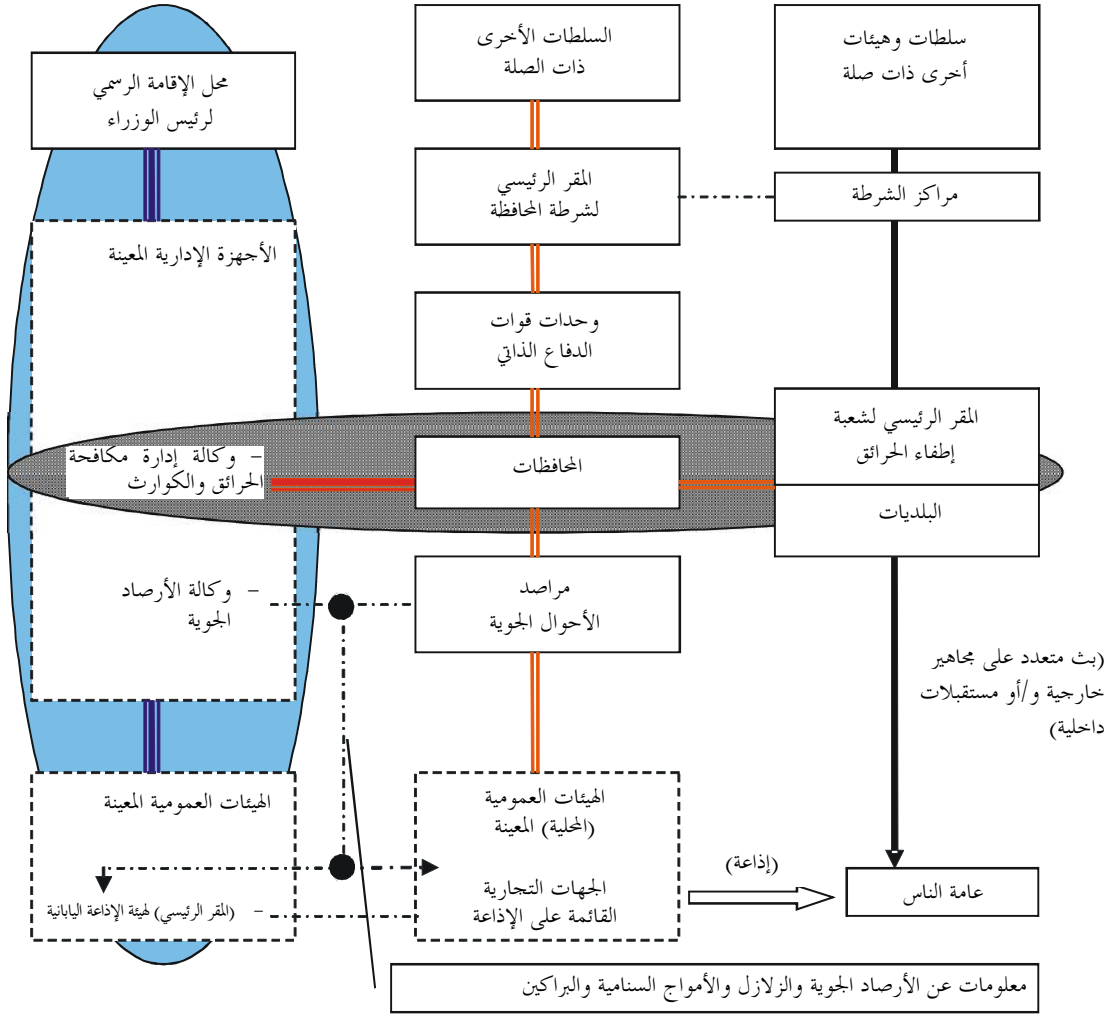 سلطات وهيئات
أخرى ذات صلة
السلطات الأخرى
ذات الصلة
محل الإقامة الرسمي
لرئيس الوزراء
مراكز الشرطة
المقر الرئيسي
لشرطة المحافظة
الأجهزة الإدارية المعينة
وحدات قوات
الدفاع الذاتي
المقر الرئيسي لشعبة
إطفاء الحرائق
البلديات
المحافظات
– وكالة إدارة مكافحة
الحرائق والكوارث
مراصد
الأحوال الجوية
– وكالة الأرصاد
الجوية
(بث متعدد على مجاهير
خارجية و/أو مستقبلات
داخلية)
الهيئات العمومية
(المحلية) المعينة
الجهات التجارية
القائمة على الإذاعة
الهيئات العمومية المعينة
– (المقر الرئيسي) لهيئة الإذاعة اليابانية
(إذاعة)
عامة الناس
معلومات عن الأرصاد الجوية والزلازل والأمواج السنامية والبراكين